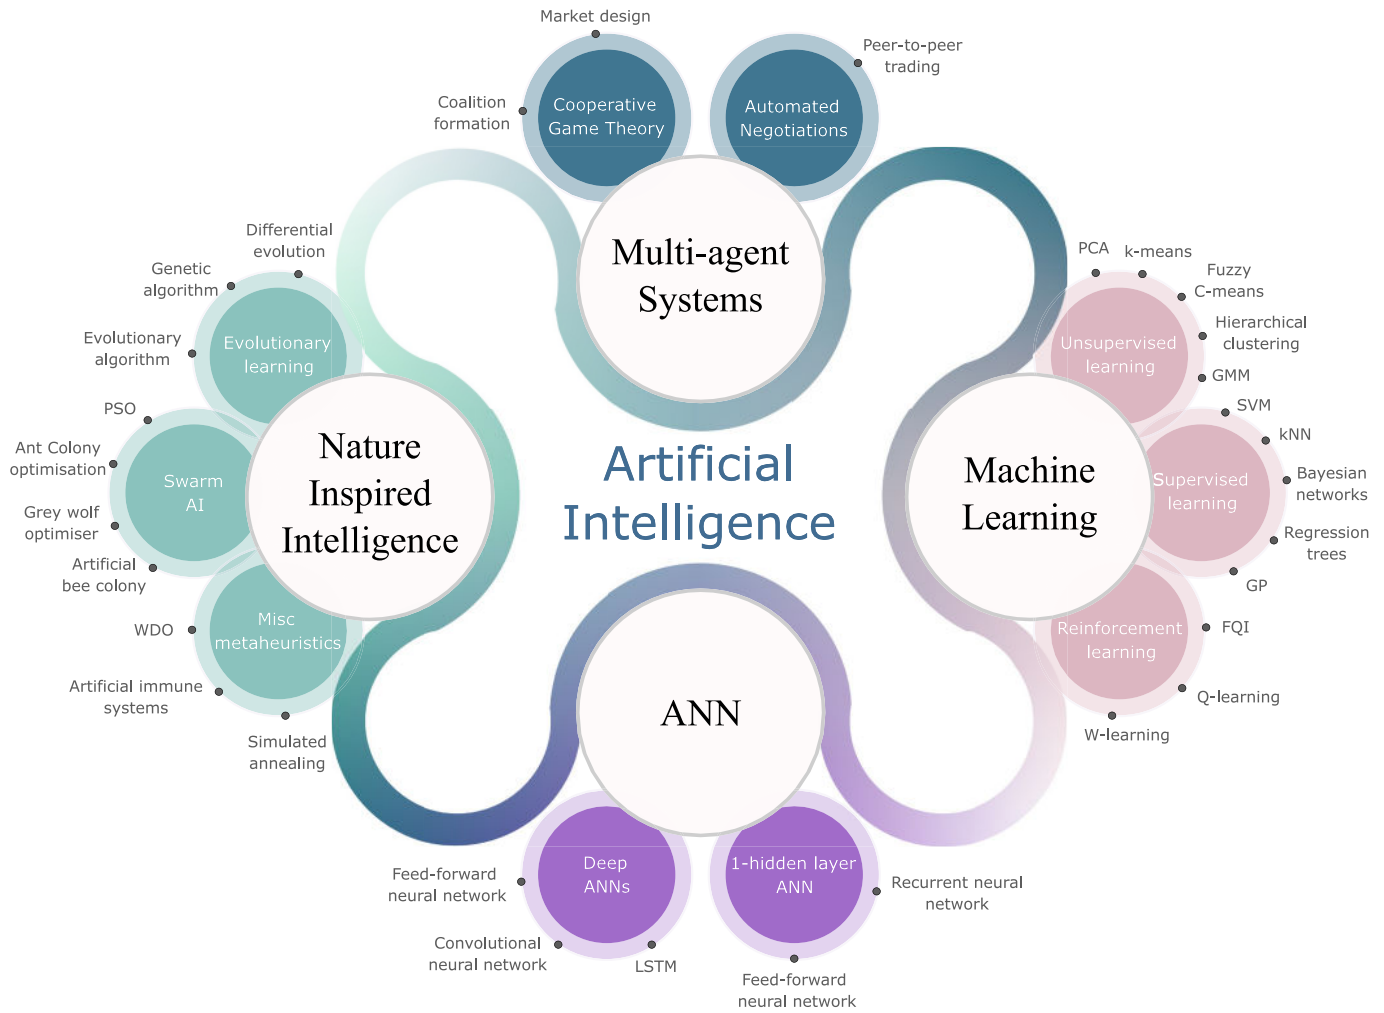 Market design
Peer-to-peer
trading
Coalition
formation
Cooperative
Game Theory
Automated
Negotiations
Multi-agent
Systems
Differential
evolution
Genetic
algorithm
Evolutionary
algorithm
Evolutionary
learning
PSO
Ant Colony
optimisation
Grey wolf
optimiser
Artificial
bee colony
Swarm
AI
WDO
Artificial immune
systems
Simulated
annealing
Misc
metaheuristics
Nature
Inspired
Intelligence
Artificial
Intelligence
Machine
Learning
PCA
k-means
Fuzzy
C-means
Hierarchical
clustering
GMM
Unsupervised
learning
SVM
kNN
Bayesian
networks
Regression
trees
GP
Supervised
learning
FQI
Q-learning
W-learning
Reinforcement
learning
ANN
Deep
ANNs
1-hidden layer
ANN
Feed-forward
neural network
Convolutional
neural network
LSTM
Recurrent neural
network
Feed-forward
neural network